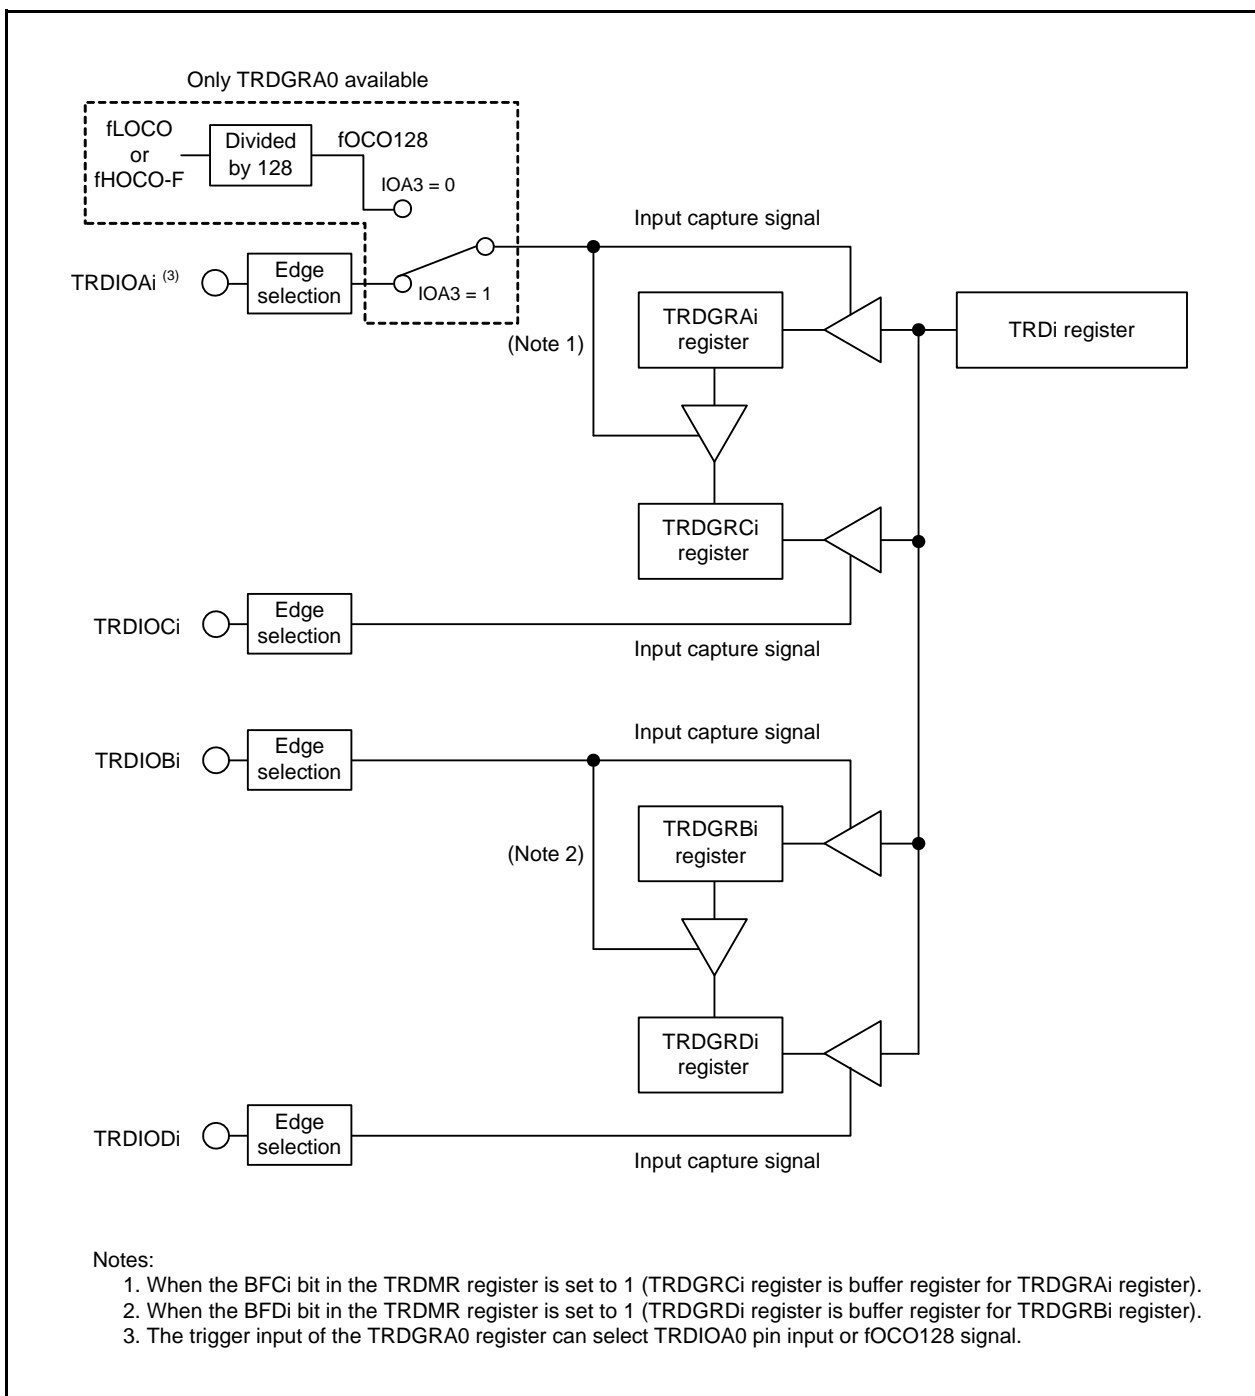 Only TRDGRA0 available
fLOCO
or
fHOCO-F
Divided
by 128
fOCO128
IOA3 = 0
Input capture signal
TRDIOAi (3)
Edge
selection
IOA3 = 1
(Note 1)
TRDGRAi
register
TRDi register
TRDGRCi
register
TRDIOCi
Edge
selection
Input capture signal
TRDIOBi
Edge
selection
Input capture signal
(Note 2)
TRDGRBi
register
TRDGRDi
register
TRDIODi
Edge
selection
Input capture signal
Notes:
1. When the BFCi bit in the TRDMR register is set to 1 (TRDGRCi register is buffer register for TRDGRAi register).
2. When the BFDi bit in the TRDMR register is set to 1 (TRDGRDi register is buffer register for TRDGRBi register).
3. The trigger input of the TRDGRA0 register can select TRDIOA0 pin input or fOCO128 signal.